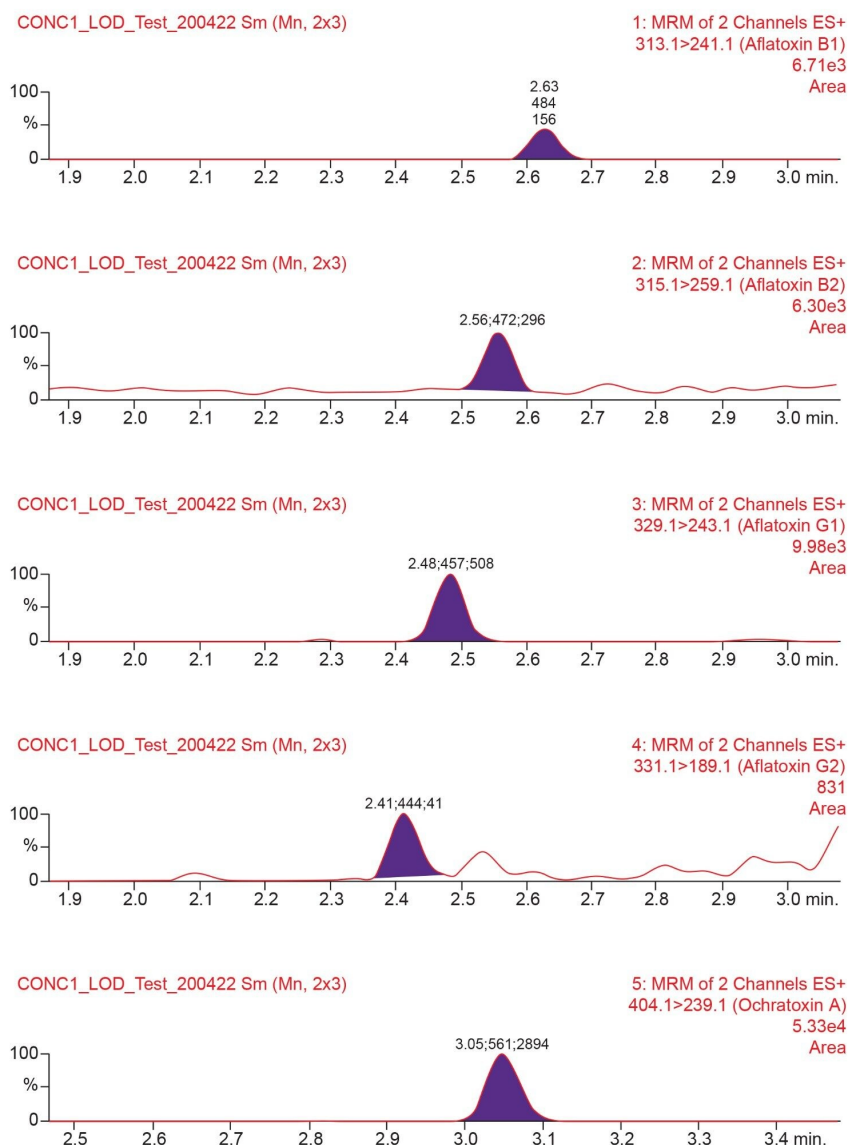 CONC1_LOD_Test_200422 Sm (Mn, 2x3)
1: MRM of 2 Channels ES+
313.1>241.1 (Aflatoxin B1)
6.71e3
Area
2.63
484
156
100
%
0
1.9 2.0 2.1 2.2 2.3 2.4 2.5 2.6 2.7 2.8 2.9 3.0 min.
CONC1_LOD_Test_200422 Sm (Mn, 2x3)
2: MRM of 2 Channels ES+
315.1>259.1 (Aflatoxin B2)
6.30e3
Area
2.56;472;296
100
%
0
1.9 2.0 2.1 2.2 2.3 2.4 2.5 2.6 2.7 2.8 2.9 3.0 min.
CONC1_LOD_Test_200422 Sm (Mn, 2x3)
3: MRM of 2 Channels ES+
329.1>243.1 (Aflatoxin G1)
9.98e3
Area
2.48;457;508
100
%
0
1.9 2.0 2.1 2.2 2.3 2.4 2.5 2.6 2.7 2.8 2.9 3.0 min.
CONC1_LOD_Test_200422 Sm (Mn, 2x3)
4: MRM of 2 Channels ES+
331.1>189.1 (Aflatoxin G2)
831
Area
2.41;444;41
100
%
0
1.9 2.0 2.1 2.2 2.3 2.4 2.5 2.6 2.7 2.8 2.9 3.0 min.
CONC1_LOD_Test_200422 Sm (Mn, 2x3)
5: MRM of 2 Channels ES+
404.1>239.1 (Ochratoxin A)
5.33e4
Area
3.05;561;2894
100
%
0
2.5 2.6 2.7 2.8 2.9 3.0 3.1 3.2 3.3 3.4 min.